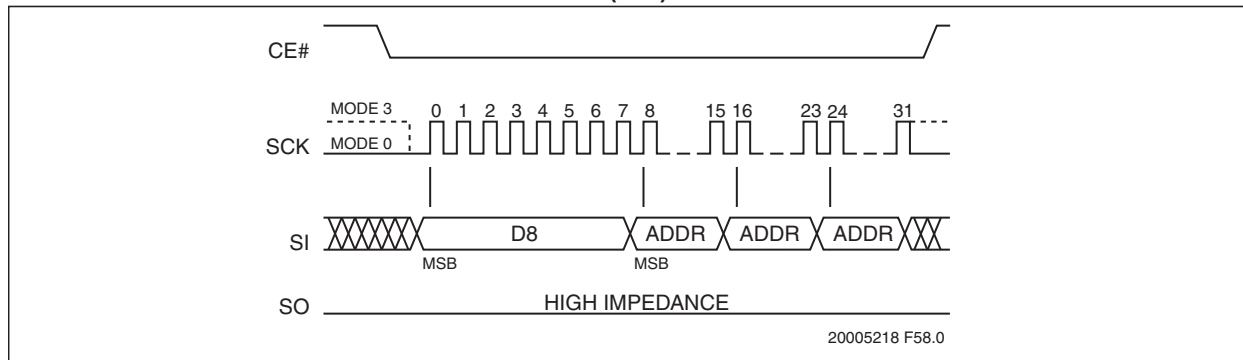 CE#
MODE 3 0 1 2 3 4 5 6 7 8 15 16 23 24 31
SCK MODE 0
SI D8 ADDR ADDR ADDR
MSB MSB
SO HIGH IMPEDANCE
20005218 F58.0